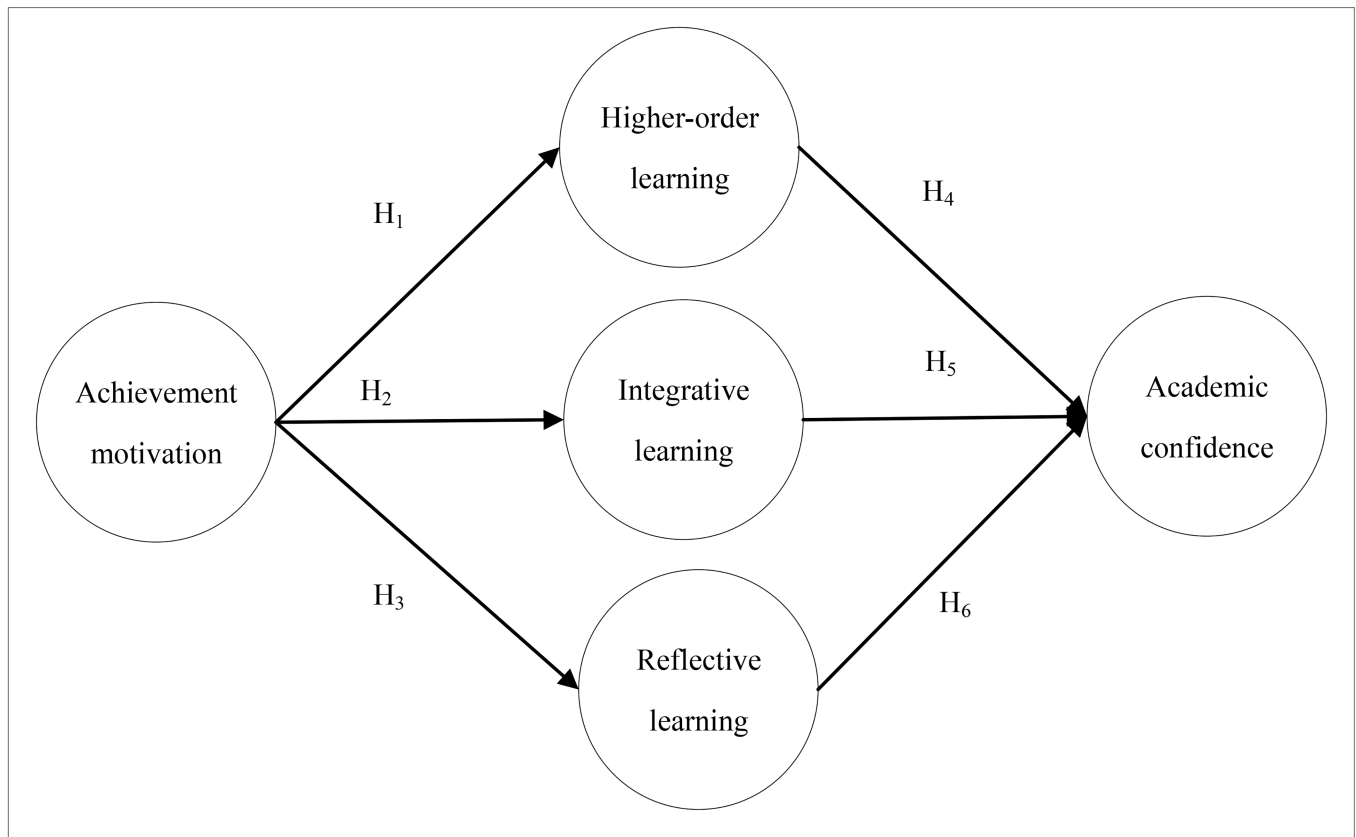 Higher-order
learning
H₁
H₄
Achievement
motivation
H₂
Integrative
learning
H₅
Academic
confidence
H₃
Reflective
learning
H₆